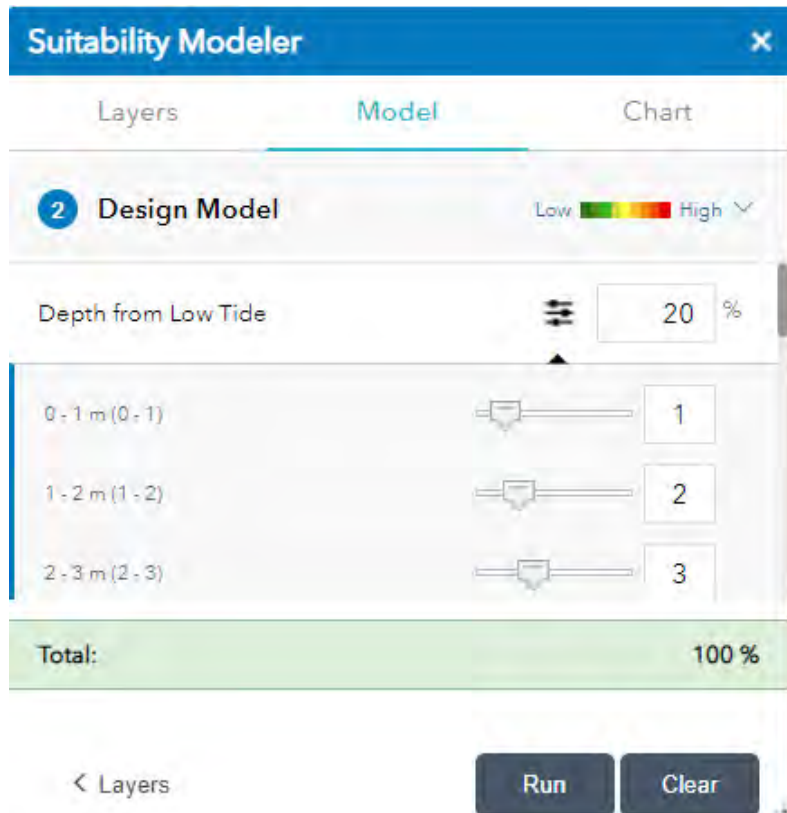 Suitability Modeler ×
Layers Model Chart
2 Design Model Low High
Depth from Low Tide 20 %
0 - 1 m (0 - 1) 1
1 - 2 m (1 - 2) 2
2 - 3 m (2 - 3) 3
Total: 100 %
< Layers Run Clear